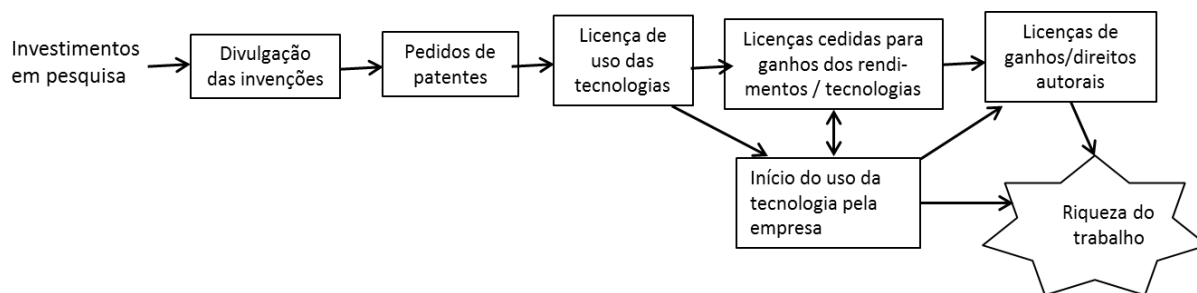 Investimentos
em pesquisa
Divulgação
das invenções
Pedidos de
patentes
Licença de
uso das
tecnologias
Licenças cedidas para
ganhos dos rendi-
mentos / tecnologias
Licenças de
ganhos/direitos
autorais
Início do uso da
tecnologia pela
empresa
Riqueza do
trabalho